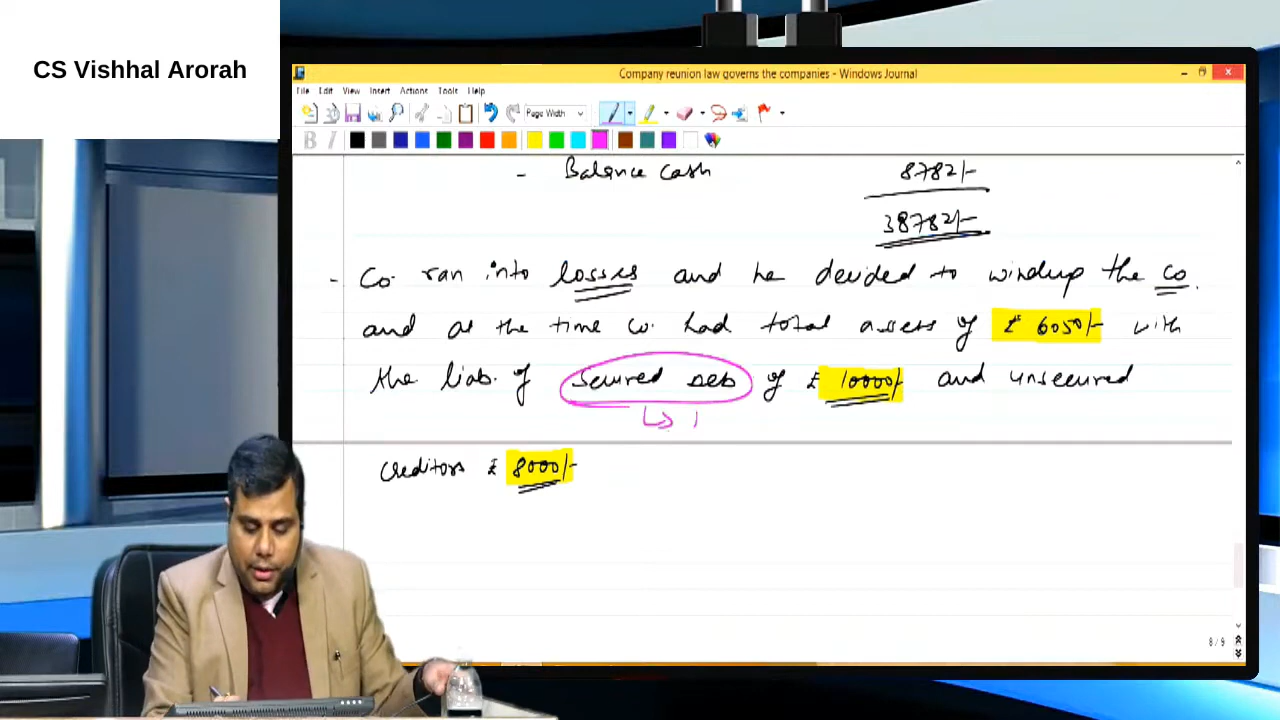 CS Vishhal Arorah
Company reunion law governs the companies - Windows Journal
File Edit View Insert Actions Tools Help
Page Width
B I
- Balance cash 8782/-
38782/-
- Co. ran into losses and he decided to windup the co.
and at the time co. had total assets of £ 6050/- with
the liab. of secured deb of £ 10000/- and unsecured
↳ 1
creditors £ 8000/-
8/9